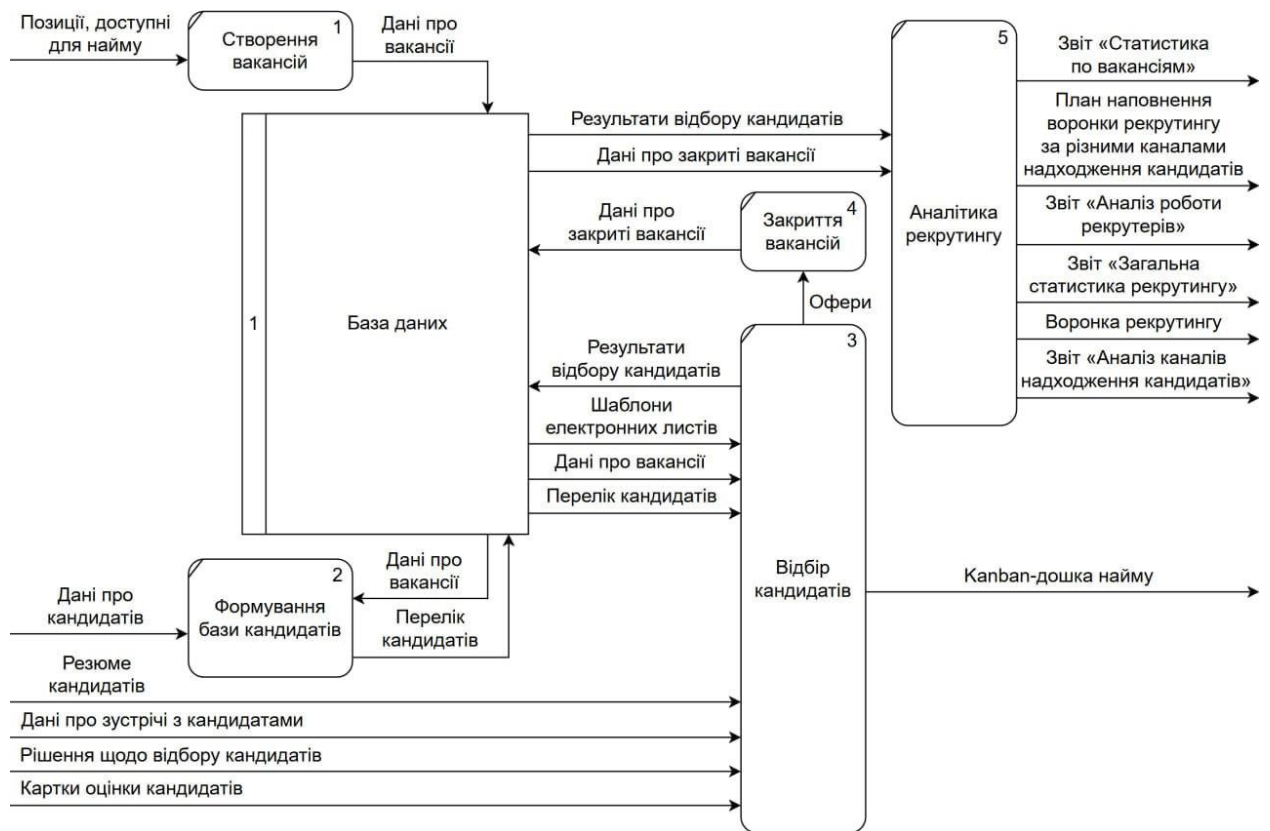 Позиції, доступні
для найму
1
Створення
вакансій
Дані про
вакансії
5
Аналітика
рекрутингу
Звіт «Статистика
по вакансіям»
План наповнення
воронки рекрутингу
за різними каналами
надходження кандидатів
Звіт «Аналіз роботи
рекрутерів»
Звіт «Загальна
статистика рекрутингу»
Воронка рекрутингу
Звіт «Аналіз каналів
надходження кандидатів»
Результати відбору кандидатів
Дані про закриті вакансії
Дані про
закриті вакансії
4
Закриття
вакансій
Офери
1
База даних
Результати
відбору кандидатів
Шаблони
електронних листів
Дані про вакансії
Перелік кандидатів
3
Відбір
кандидатів
Kanban-дошка найму
Дані про
вакансії
2
Формування
бази кандидатів
Перелік
кандидатів
Дані про
кандидатів
Резюме
кандидатів
Дані про зустрічі з кандидатами
Рішення щодо відбору кандидатів
Картки оцінки кандидатів